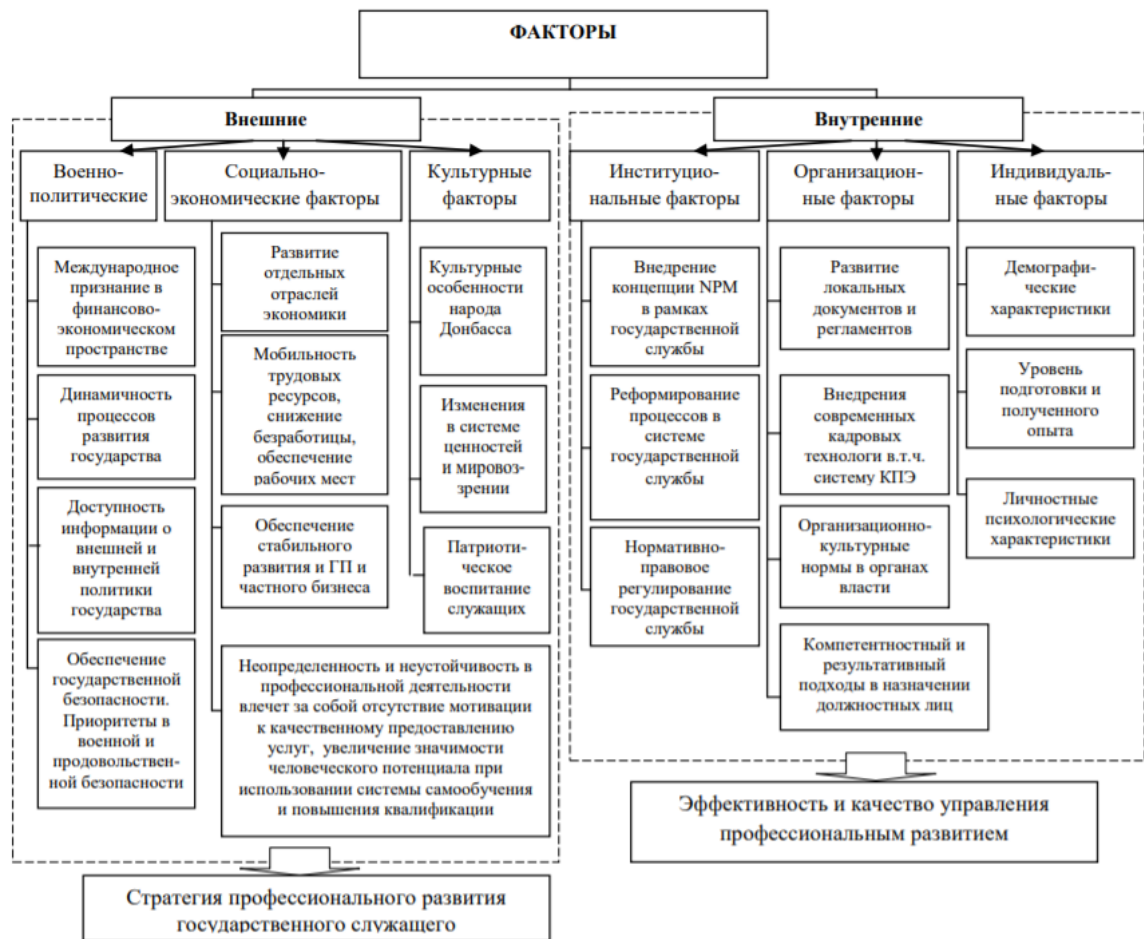 ФАКТОРЫ
Внешние
Военно-
политические
Социально-
экономические факторы
Культурные
факторы
Международное
признание в
финансово-
экономическом
пространстве
Динамичность
процессов
развития
государства
Доступность
информации о
внешней и
внутренней
политики
государства
Обеспечение
государственной
безопасности.
Приоритеты в
военной и
продовольствен-
ной безопасности
Развитие
отдельных
отраслей
экономики
Мобильность
трудовых
ресурсов,
снижение
безработицы,
обеспечение
рабочих мест
Обеспечение
стабильного
развития и ГП и
частного бизнеса
Неопределенность и неустойчивость в
профессиональной деятельности
влечет за собой отсутствие мотивации
к качественному предоставлению
услуг, увеличение значимости
человеческого потенциала при
использовании системы самообучения
и повышения квалификации
Культурные
особенности
народа
Донбасса
Изменения
в системе
ценностей
и мировоз-
зрении
Патриоти-
ческое
воспитание
служащих
Стратегия профессионального развития
государственного служащего
Внутренние
Институцио-
нальные факторы
Организацион-
ные факторы
Индивидуаль-
ные факторы
Внедрение
концепции NPM
в рамках
государственной
службы
Реформирование
процессов в
системе
государственной
службы
Нормативно-
правовое
регулирование
государственной
службы
Развитие
локальных
документов и
регламентов
Внедрения
современных
кадровых
технологи в.т.ч.
систему КПЭ
Организационно-
культурные
нормы в органах
власти
Компетентностный и
результативный
подходы в назначении
должностных лиц
Демографи-
ческие
характеристики
Уровень
подготовки и
полученного
опыта
Личностные
психологические
характеристики
Эффективность и качество управления
профессиональным развитием